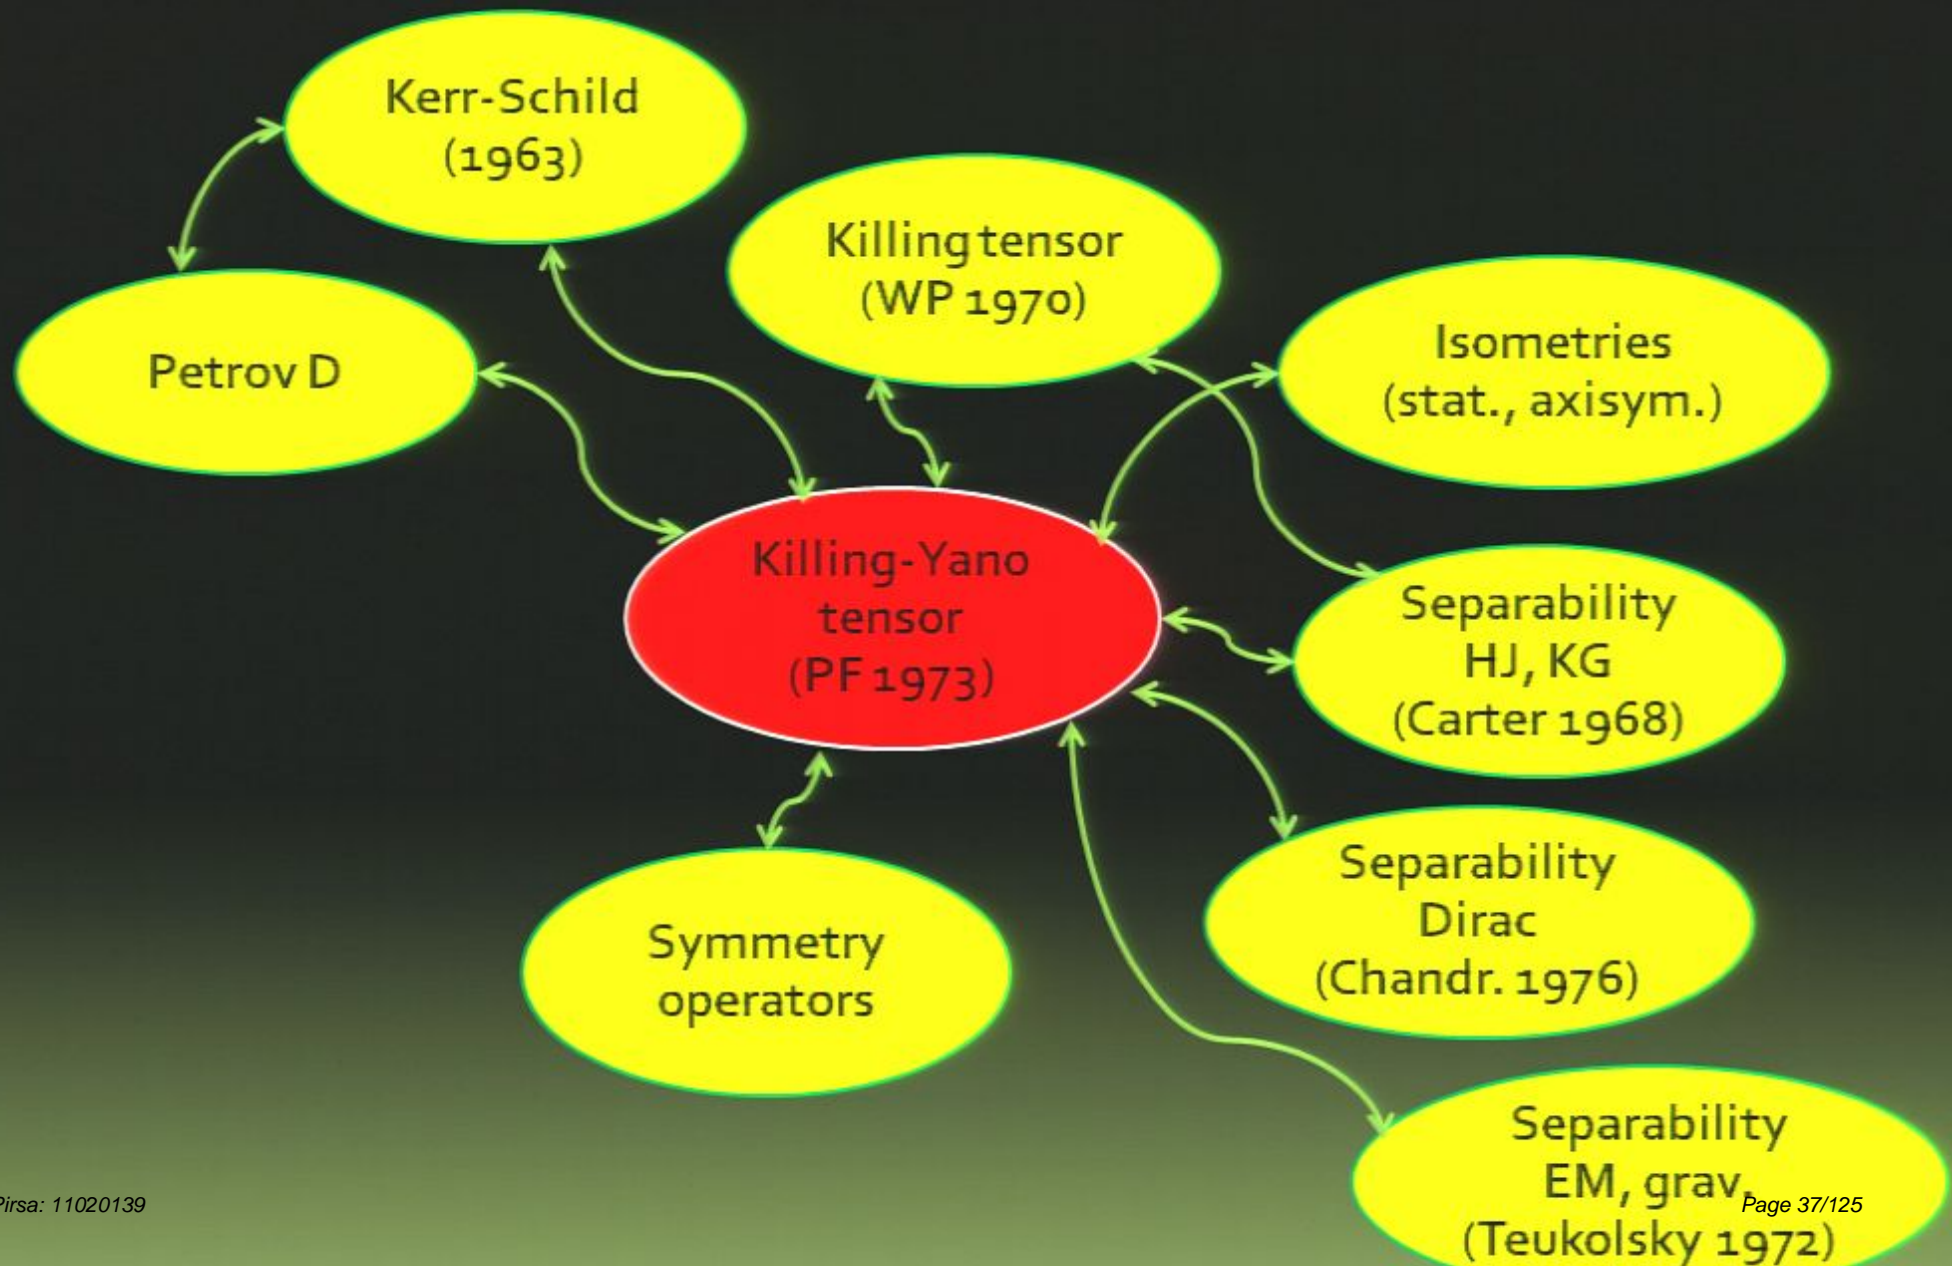 Kerr-Schild
(1963)
Killing tensor
(WP 1970)
Isometries
(stat., axisym.)
Petrov D
Killing-Yano
tensor
(PF 1973)
Separability
HJ, KG
(Carter 1968)
Separability
Dirac
(Chandr. 1976)
Symmetry
operators
Separability
EM, grav.
(Teukolsky 1972)
Pirsa: 11020139
Page 37/125